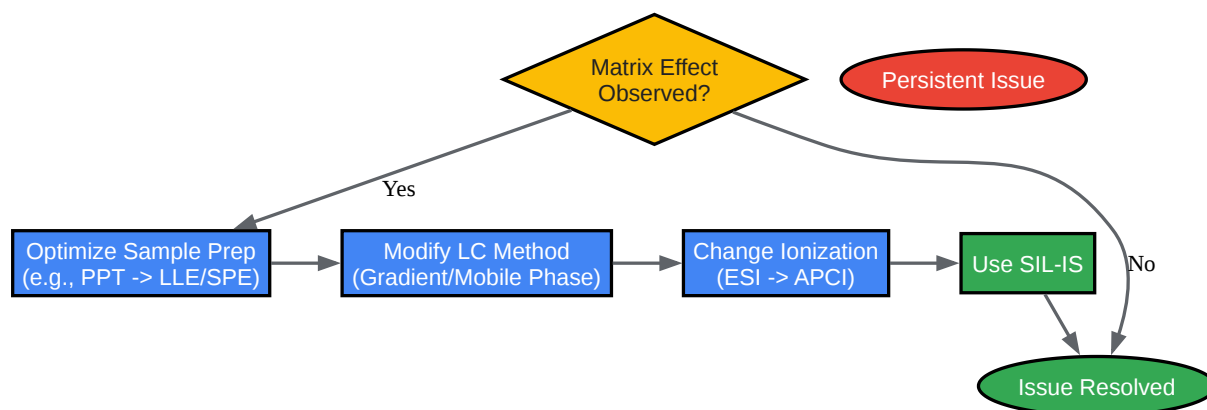 Matrix Effect
Observed?
Persistent Issue
Yes
Optimize Sample Prep
(e.g., PPT -> LLE/SPE)
Modify LC Method
(Gradient/Mobile Phase)
Change Ionization
(ESI -> APCI)
Use SIL-IS
No
Issue Resolved